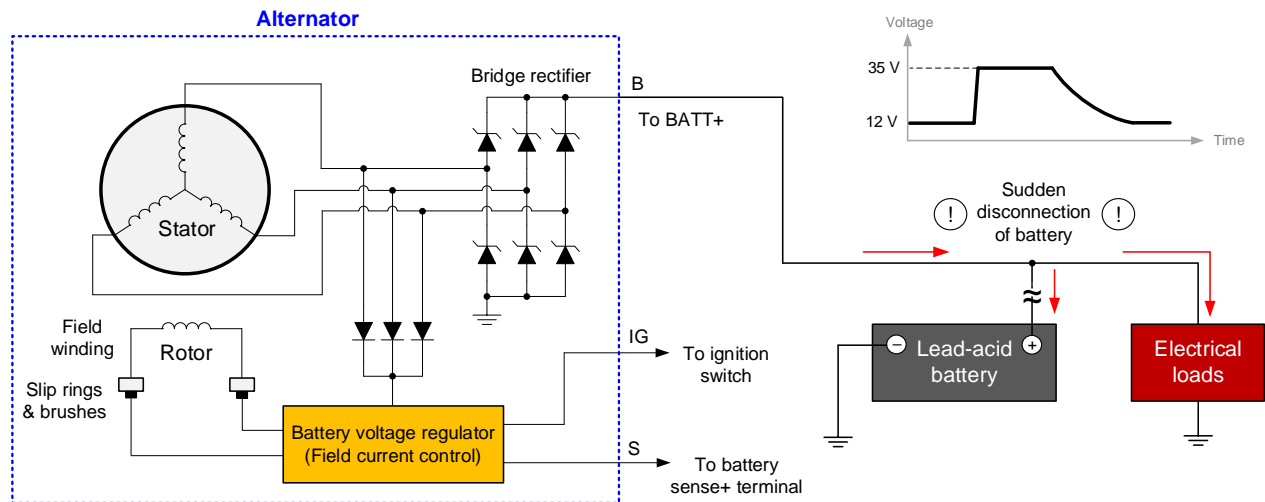 Alternator
Bridge rectifier
B
To BATT+
Stator
Field
winding
Rotor
Slip rings
& brushes
Battery voltage regulator
(Field current control)
IG
To ignition
switch
S
To battery
sense+ terminal
Voltage
35 V
12 V
Time
Sudden
! disconnection !
of battery
− Lead-acid +
battery
Electrical
loads